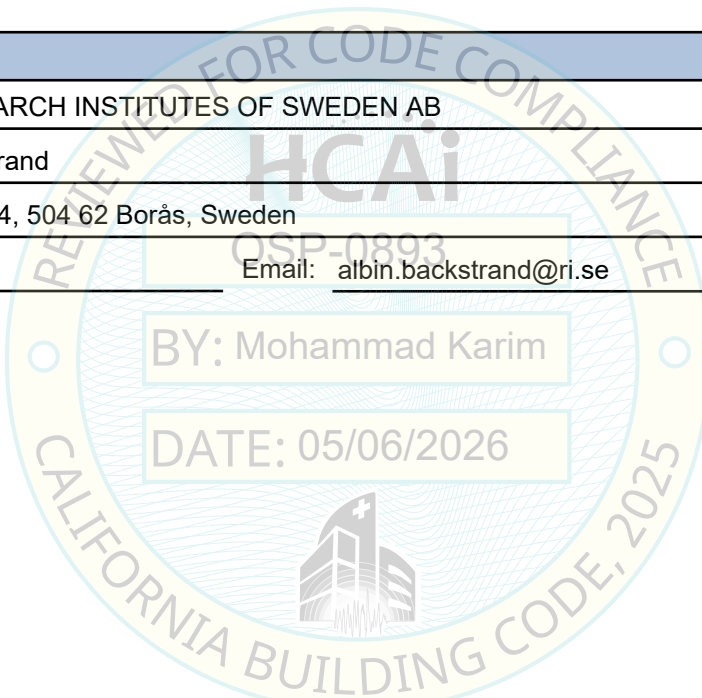 REVIEWED FOR CODE COMPLIANCE
ARCH INSTITUTES OF SWEDEN AB
HCAi
rand
4, 504 62 Borås, Sweden
OSP-0893
Email: albin.backstrand@ri.se
BY: Mohammad Karim
DATE: 05/06/2026
CALIFORNIA BUILDING CODE, 2025